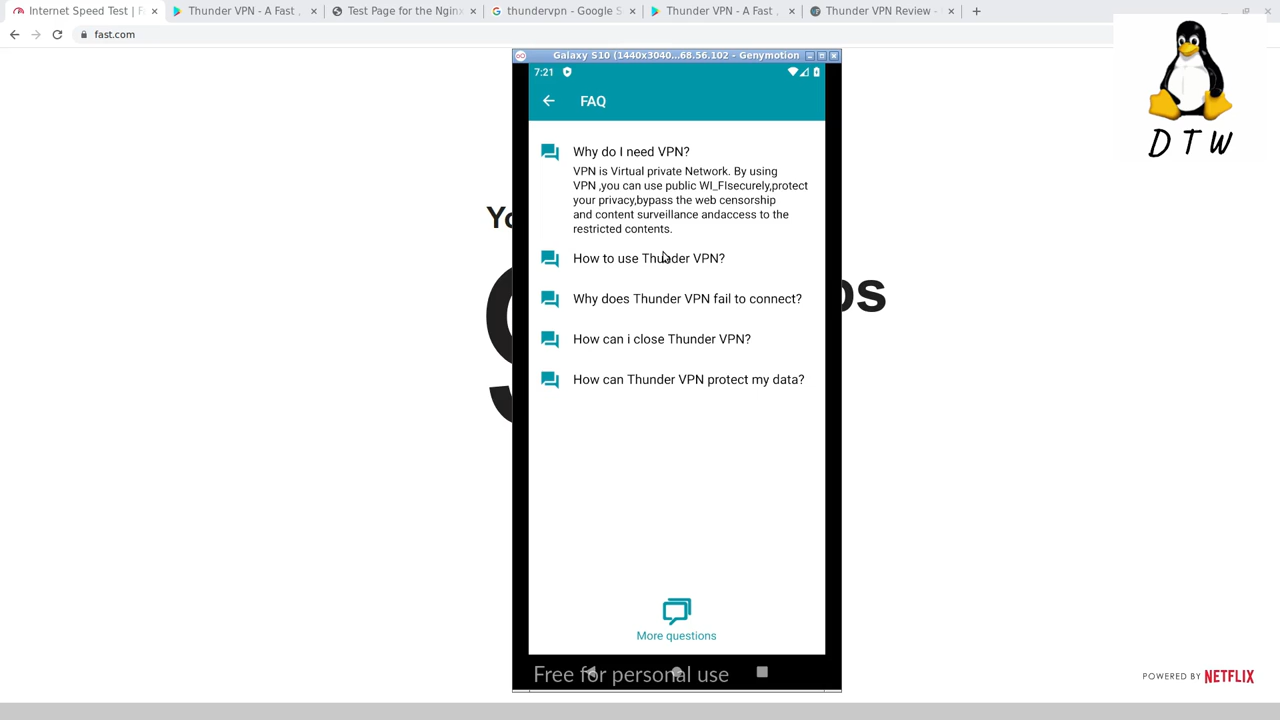 Internet Speed Test | F
Thunder VPN - A Fast ,
Test Page for the Nginx
thundervpn - Google S
Thunder VPN - A Fast ,
Thunder VPN Review -
fast.com
Galaxy S10 (1440x3040...68.56.102 - Genymotion
7:21
FAQ
DTW
Why do I need VPN?
VPN is Virtual private Network. By using
VPN ,you can use public WI_FIsecurely,protect
your privacy,bypass the web censorship
and content surveillance andaccess to the
restricted contents.
How to use Thunder VPN?
Why does Thunder VPN fail to connect?
How can i close Thunder VPN?
How can Thunder VPN protect my data?
More questions
Free for personal use
POWERED BY NETFLIX